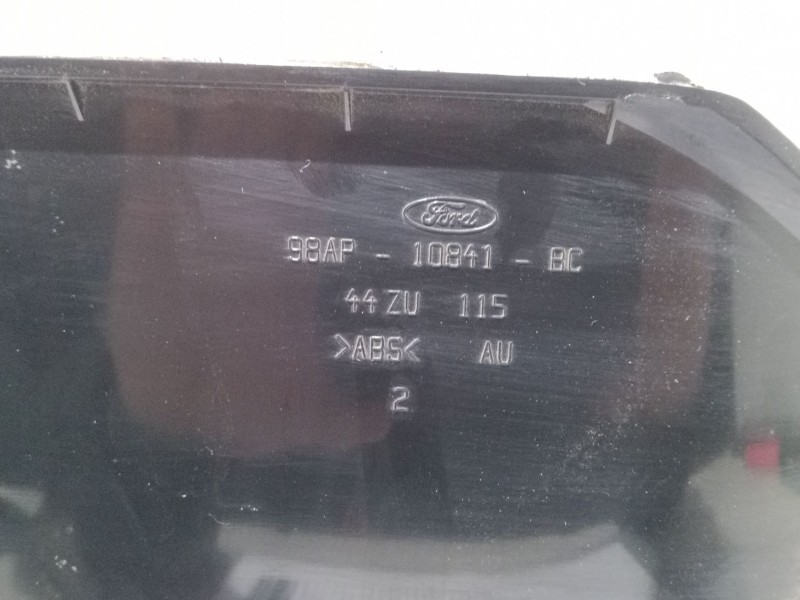 Ford
98AP - 10841 - BC
44ZU 115
>ABS< AU
2